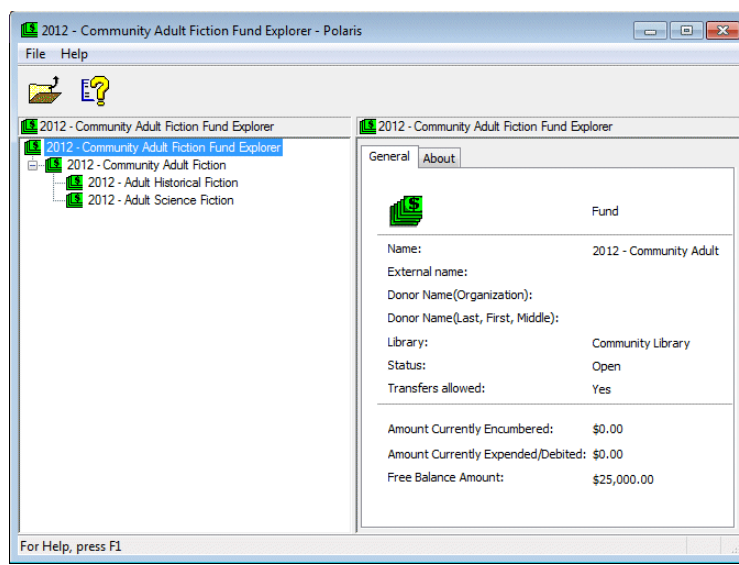 2012 - Community Adult Fiction Fund Explorer - Polaris
File Help
2012 - Community Adult Fiction Fund Explorer
2012 - Community Adult Fiction Fund Explorer
2012 - Community Adult Fiction
2012 - Adult Historical Fiction
2012 - Adult Science Fiction
2012 - Community Adult Fiction Fund Explorer
General About
Fund
Name: 2012 - Community Adult
External name:
Donor Name(Organization):
Donor Name(Last, First, Middle):
Library: Community Library
Status: Open
Transfers allowed: Yes
Amount Currently Encumbered: $0.00
Amount Currently Expended/Debited: $0.00
Free Balance Amount: $25,000.00
For Help, press F1